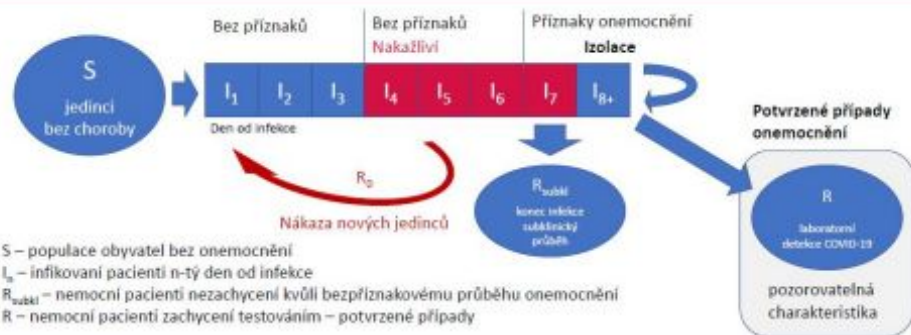 Bez příznaků
Bez příznaků
Nakažliví
Příznaky onemocnění
Izolace
S
jedinci
bez choroby
I1 I2 I3 I4 I5 I6 I7 I8+
Den od infekce
R0
Nákaza nových jedinců
Rsubkl
konec infekce
subklinický
průběh
Potvrzené případy
onemocnění
R
laboratorní
detekce COVID-19
pozorovatelná
charakteristika
S – populace obyvatel bez onemocnění
In – infikovaní pacienti n-tý den od infekce
Rsubkl – nemocní pacienti nezachycení kvůli bezpříznakovému průběhu onemocnění
R – nemocní pacienti zachycení testováním – potvrzené případy